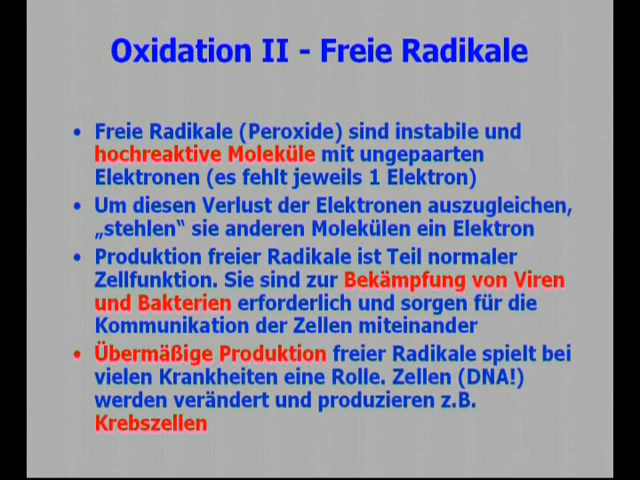 Oxidation II - Freie Radikale
• Freie Radikale (Peroxide) sind instabile und
hochreaktive Moleküle mit ungepaarten
Elektronen (es fehlt jeweils 1 Elektron)
• Um diesen Verlust der Elektronen auszugleichen,
„stehlen“ sie anderen Molekülen ein Elektron
• Produktion freier Radikale ist Teil normaler
Zellfunktion. Sie sind zur Bekämpfung von Viren
und Bakterien erforderlich und sorgen für die
Kommunikation der Zellen miteinander
• Übermäßige Produktion freier Radikale spielt bei
vielen Krankheiten eine Rolle. Zellen (DNA!)
werden verändert und produzieren z.B.
Krebszellen